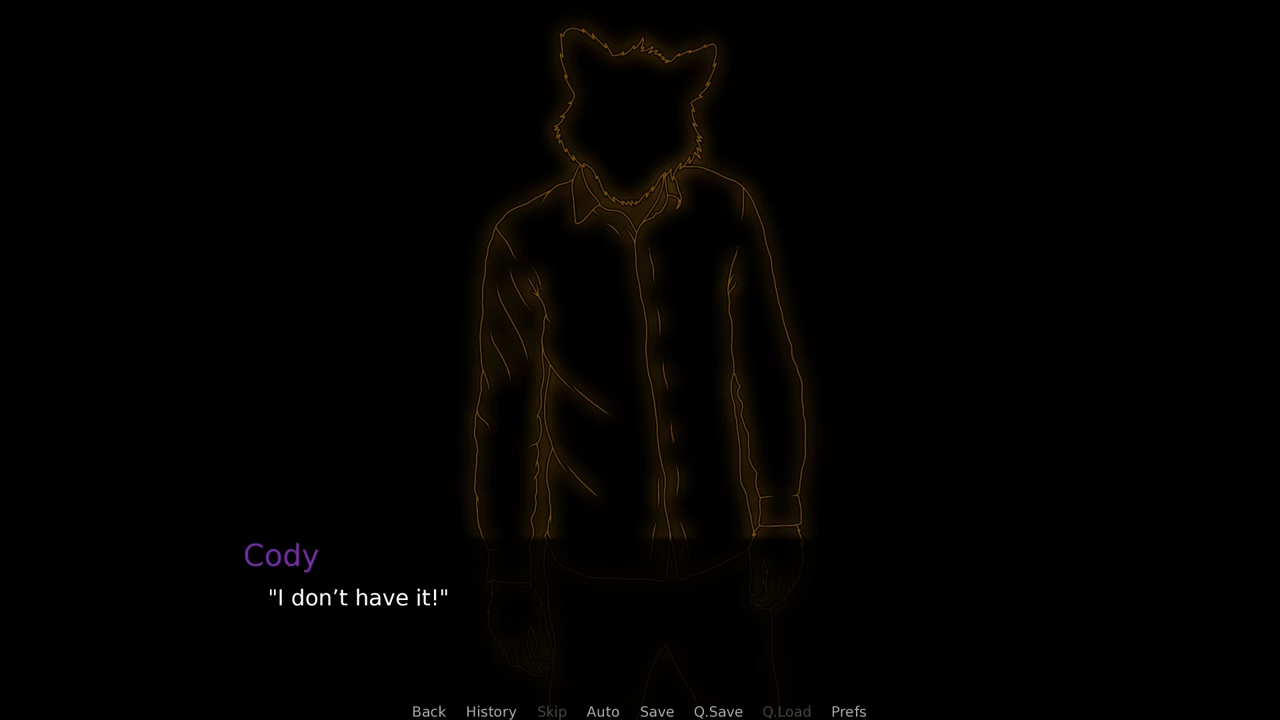 Cody
"I don’t have it!"
Back History Skip Auto Save Q.Save Q.Load Prefs